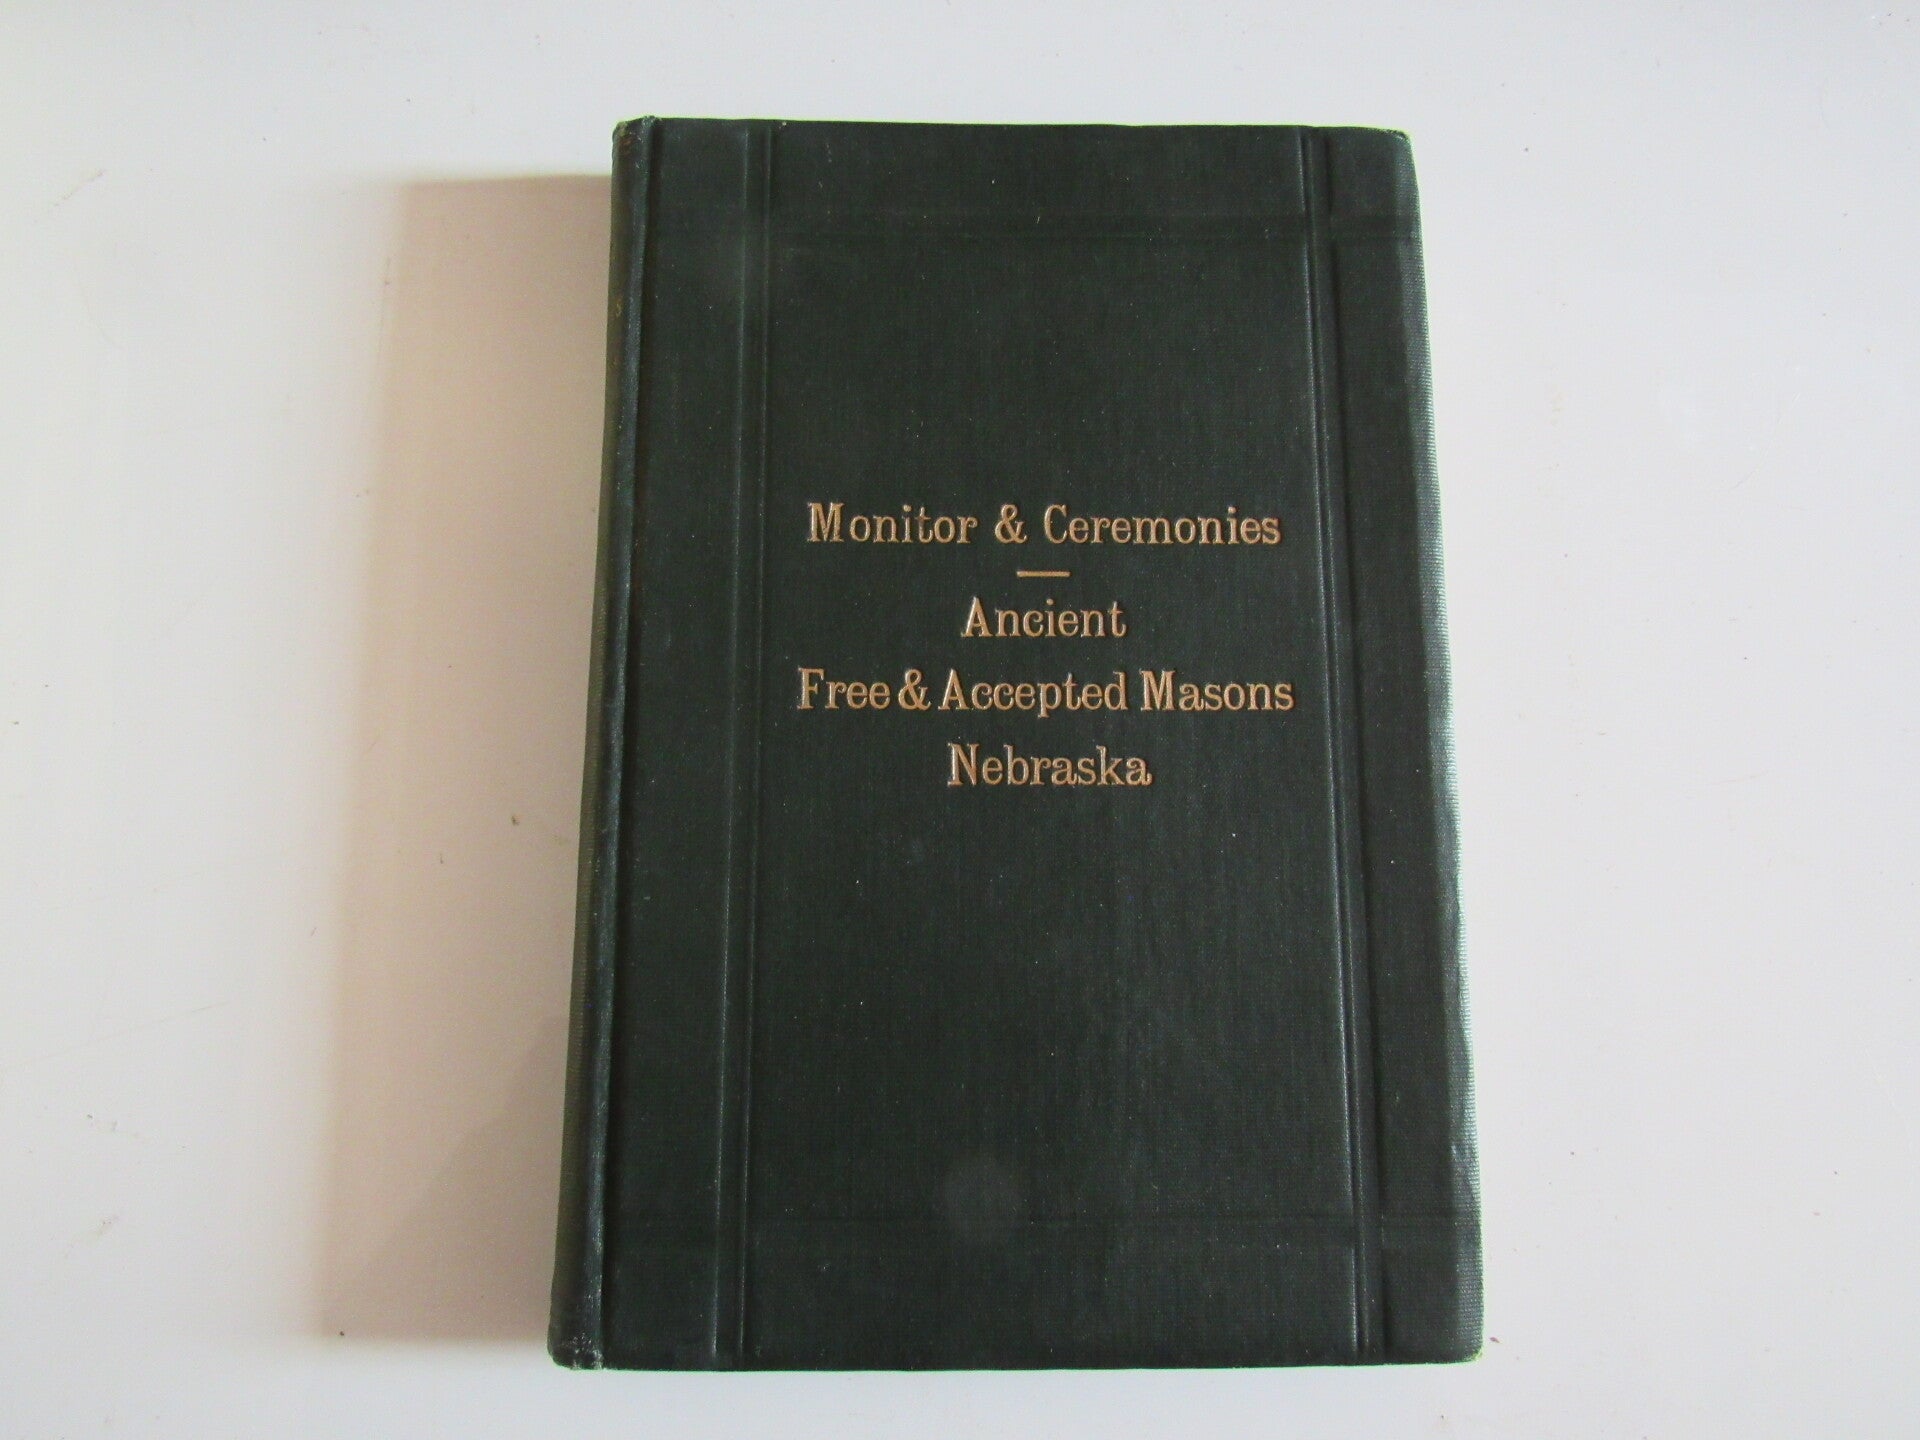 Monitor & Ceremonies
Ancient
Free & Accepted Masons
Nebraska